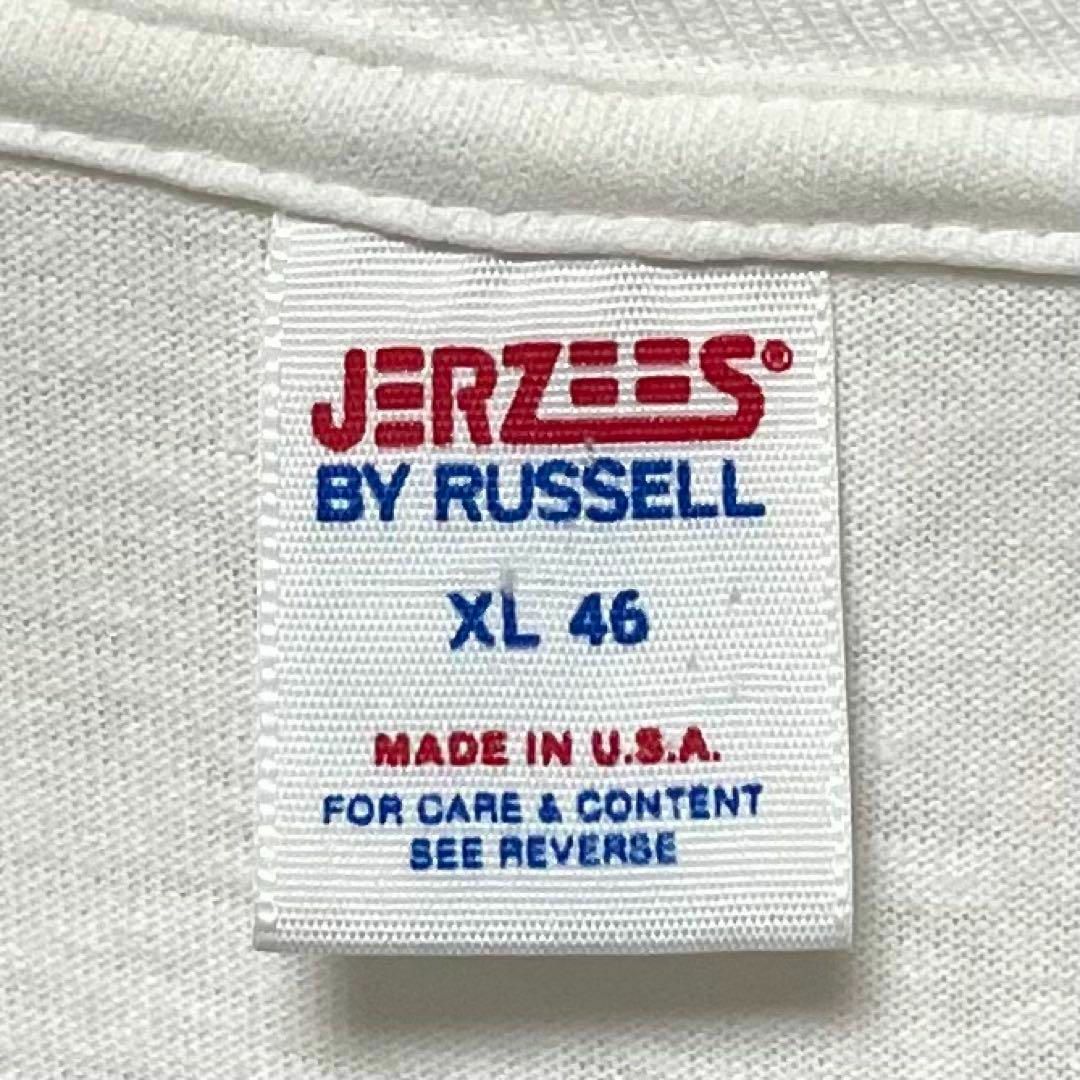 JERZEES®
BY RUSSELL
XL 46
MADE IN U.S.A.
FOR CARE & CONTENT
SEE REVERSE